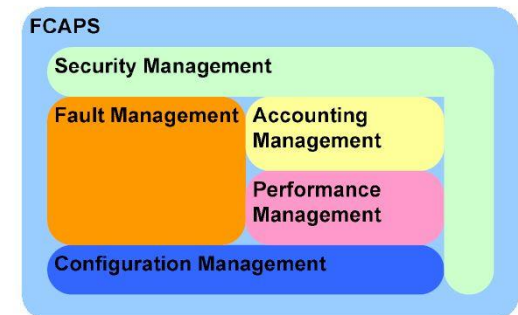 FCAPS
Security Management
Fault Management
Accounting
Management
Performance
Management
Configuration Management